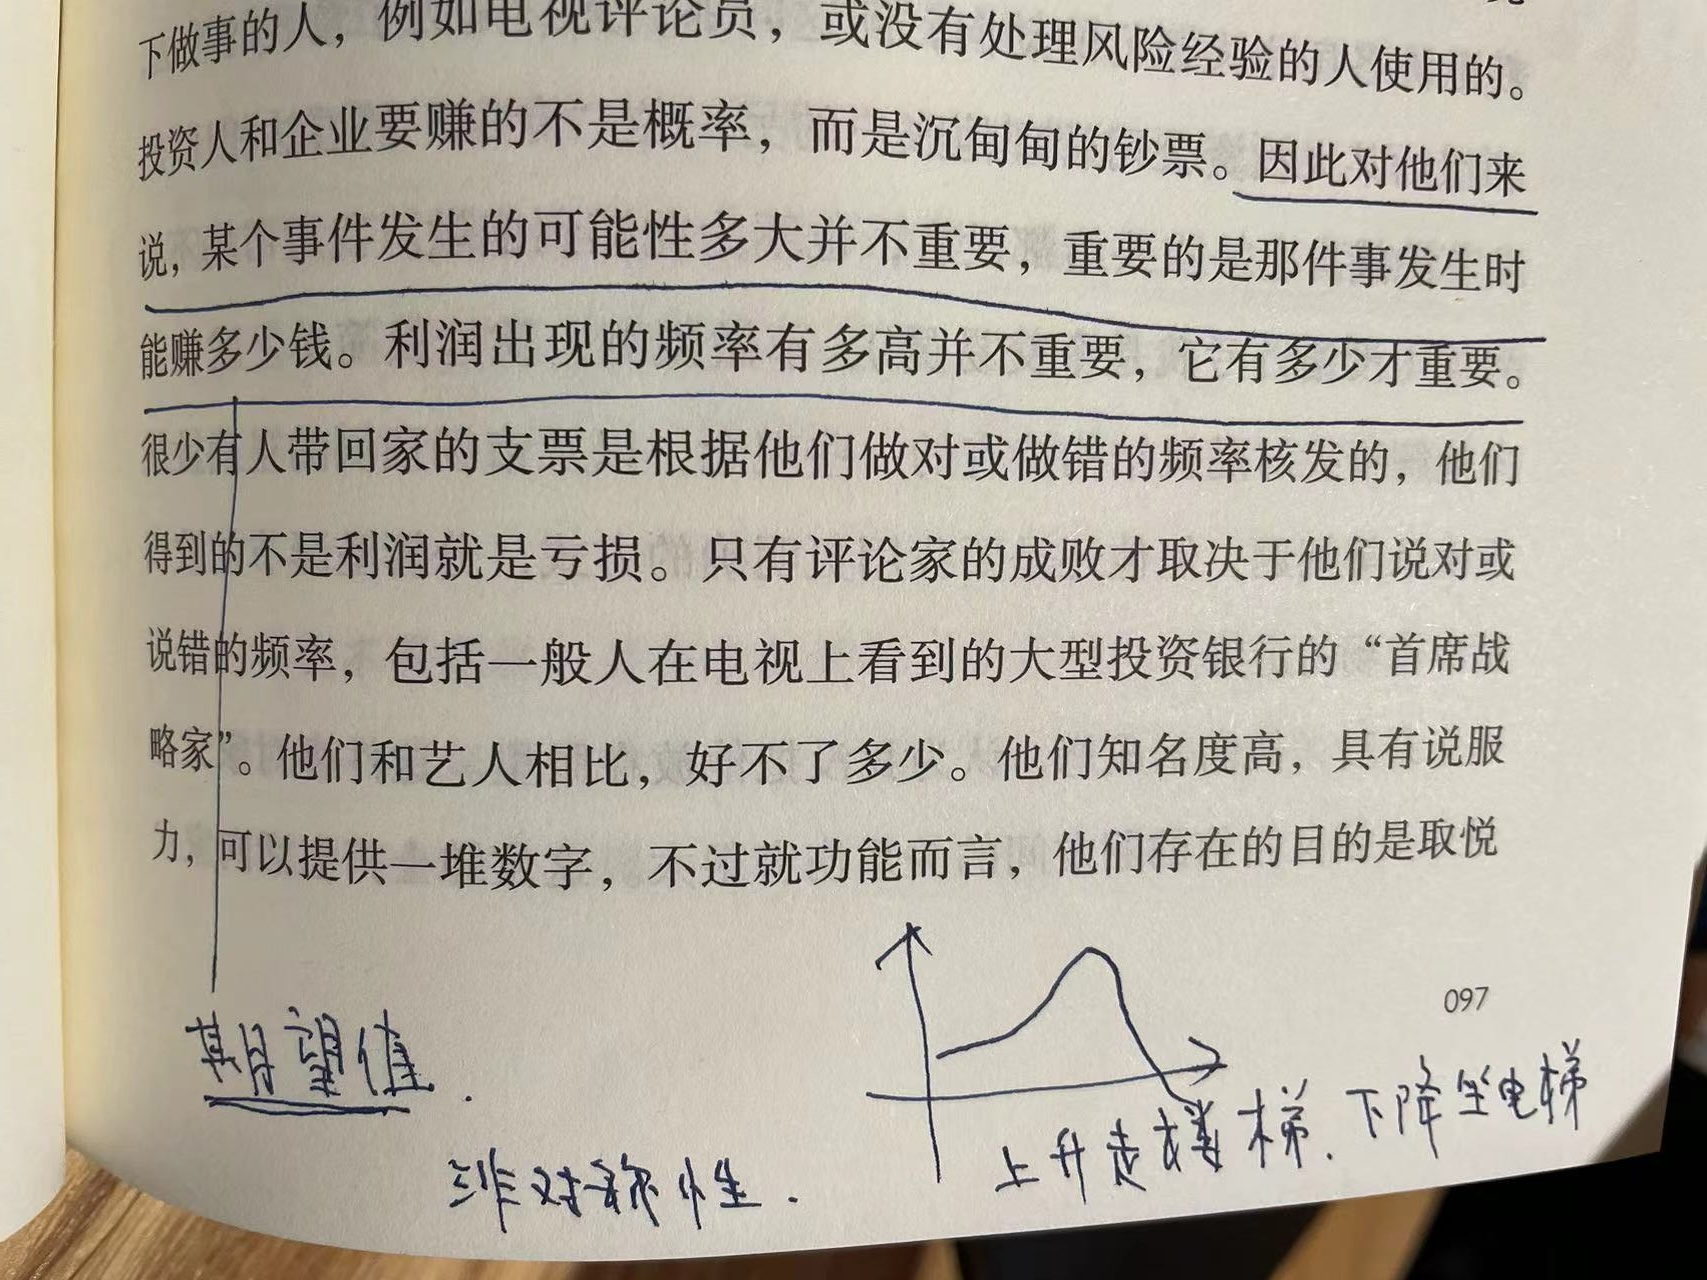 下做事的人，例如电视评论员，或没有处理风险经验的人使用的。
投资人和企业要赚的不是概率，而是沉甸甸的钞票。因此对他们来
说，某个事件发生的可能性多大并不重要，重要的是那件事发生时
能赚多少钱。利润出现的频率有多高并不重要，它有多少才重要。
很少有人带回家的支票是根据他们做对或做错的频率核发的，他们
得到的不是利润就是亏损。只有评论家的成败才取决于他们说对或
说错的频率，包括一般人在电视上看到的大型投资银行的“首席战
略家”。他们和艺人相比，好不了多少。他们知名度高，具有说服
力，可以提供一堆数字，不过就功能而言，他们存在的目的是取悦
097
期望值.
非对称性.
上升走楼梯.下降坐电梯